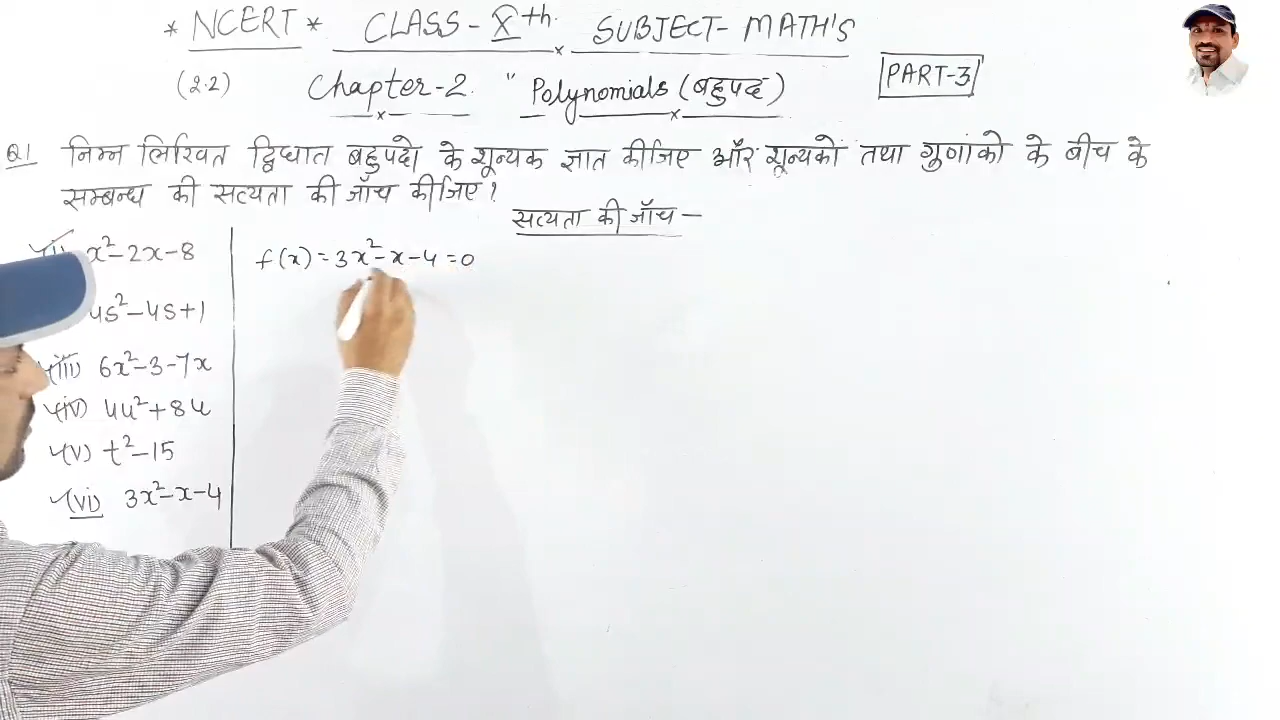 * NCERT * CLASS - Xth. SUBJECT - MATH'S
(2.2) Chapter-2. " Polynomials (बहुपद) PART-3
Q1 निम्न लिखित द्विघात बहुपदो के शून्यक ज्ञात कीजिए और शून्यकों तथा गुणांको के बीच के
सम्बन्ध की सत्यता की जाँच कीजिए?
सत्यता की जाँच -
x²-2x-8
f(x) = 3x²-x-4 = 0
4s²-4s+1
(iii) 6x²-3-7x
(iv) 4u²+8u
(v) t²-15
(vi) 3x²-x-4